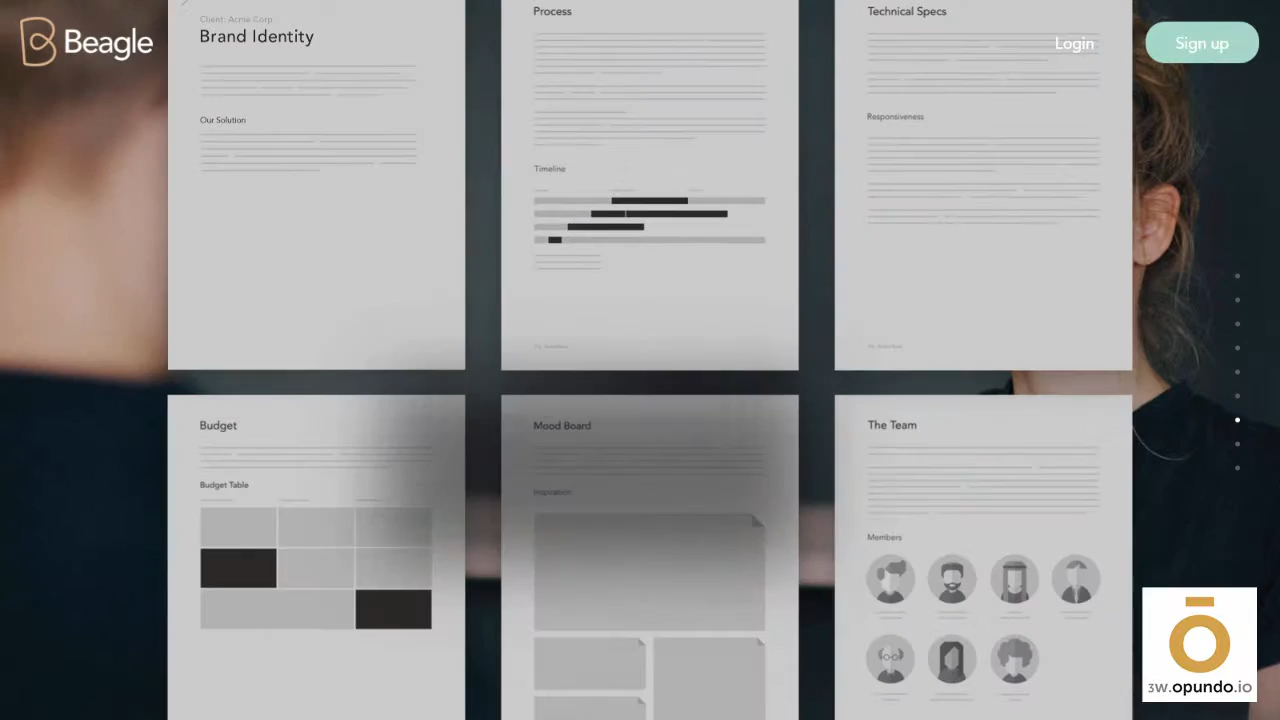 Beagle
Login
Sign up
Client: Acme Corp
Brand Identity
Our Solution
Process
Timeline
Technical Specs
Responsiveness
Budget
Budget Table
Mood Board
Inspiration
The Team
Members
3w.opundo.io